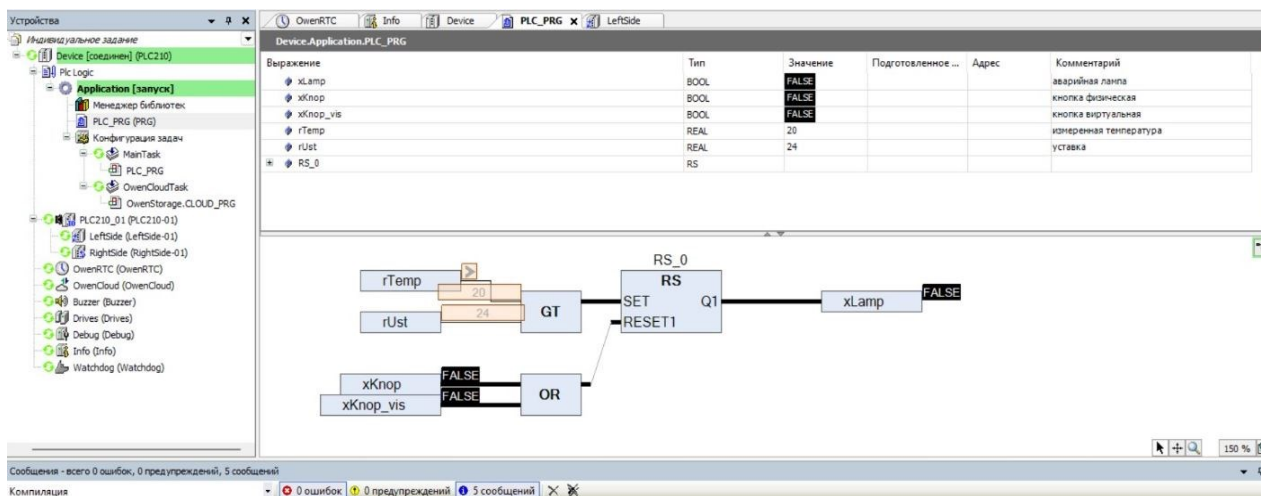 Устройства
Индивидуальное задание
Device [соединен] (PLC210)
Plc Logic
Application [запуск]
Менеджер библиотек
PLC_PRG (PRG)
Конфигурация задач
MainTask
PLC_PRG
OwenCloudTask
OwenStorage.CLOUD_PRG
PLC210_01 (PLC210-01)
LeftSide (LeftSide-01)
RightSide (RightSide-01)
OwenRTC (OwenRTC)
OwenCloud (OwenCloud)
Buzzer (Buzzer)
Drives (Drives)
Debug (Debug)
Info (Info)
Watchdog (Watchdog)
OwenRTC Info Device PLC_PRG LeftSide
Device.Application.PLC_PRG
Выражение Тип Значение Подготовленное ... Адрес Комментарий
xLamp BOOL FALSE аварийная лампа
xKnop BOOL FALSE кнопка физическая
xKnop_vis BOOL FALSE кнопка виртуальная
rTemp REAL 20 измеренная температура
rUst REAL 24 уставка
RS_0 RS
RS_0
rTemp 20 RS
SET Q1 xLamp FALSE
rUst 24 GT RESET1
xKnop FALSE
xKnop_vis FALSE OR
150 %
Сообщения - всего 0 ошибок, 0 предупреждений, 5 сообщений
Компиляция 0 ошибок 0 предупреждений 5 сообщений